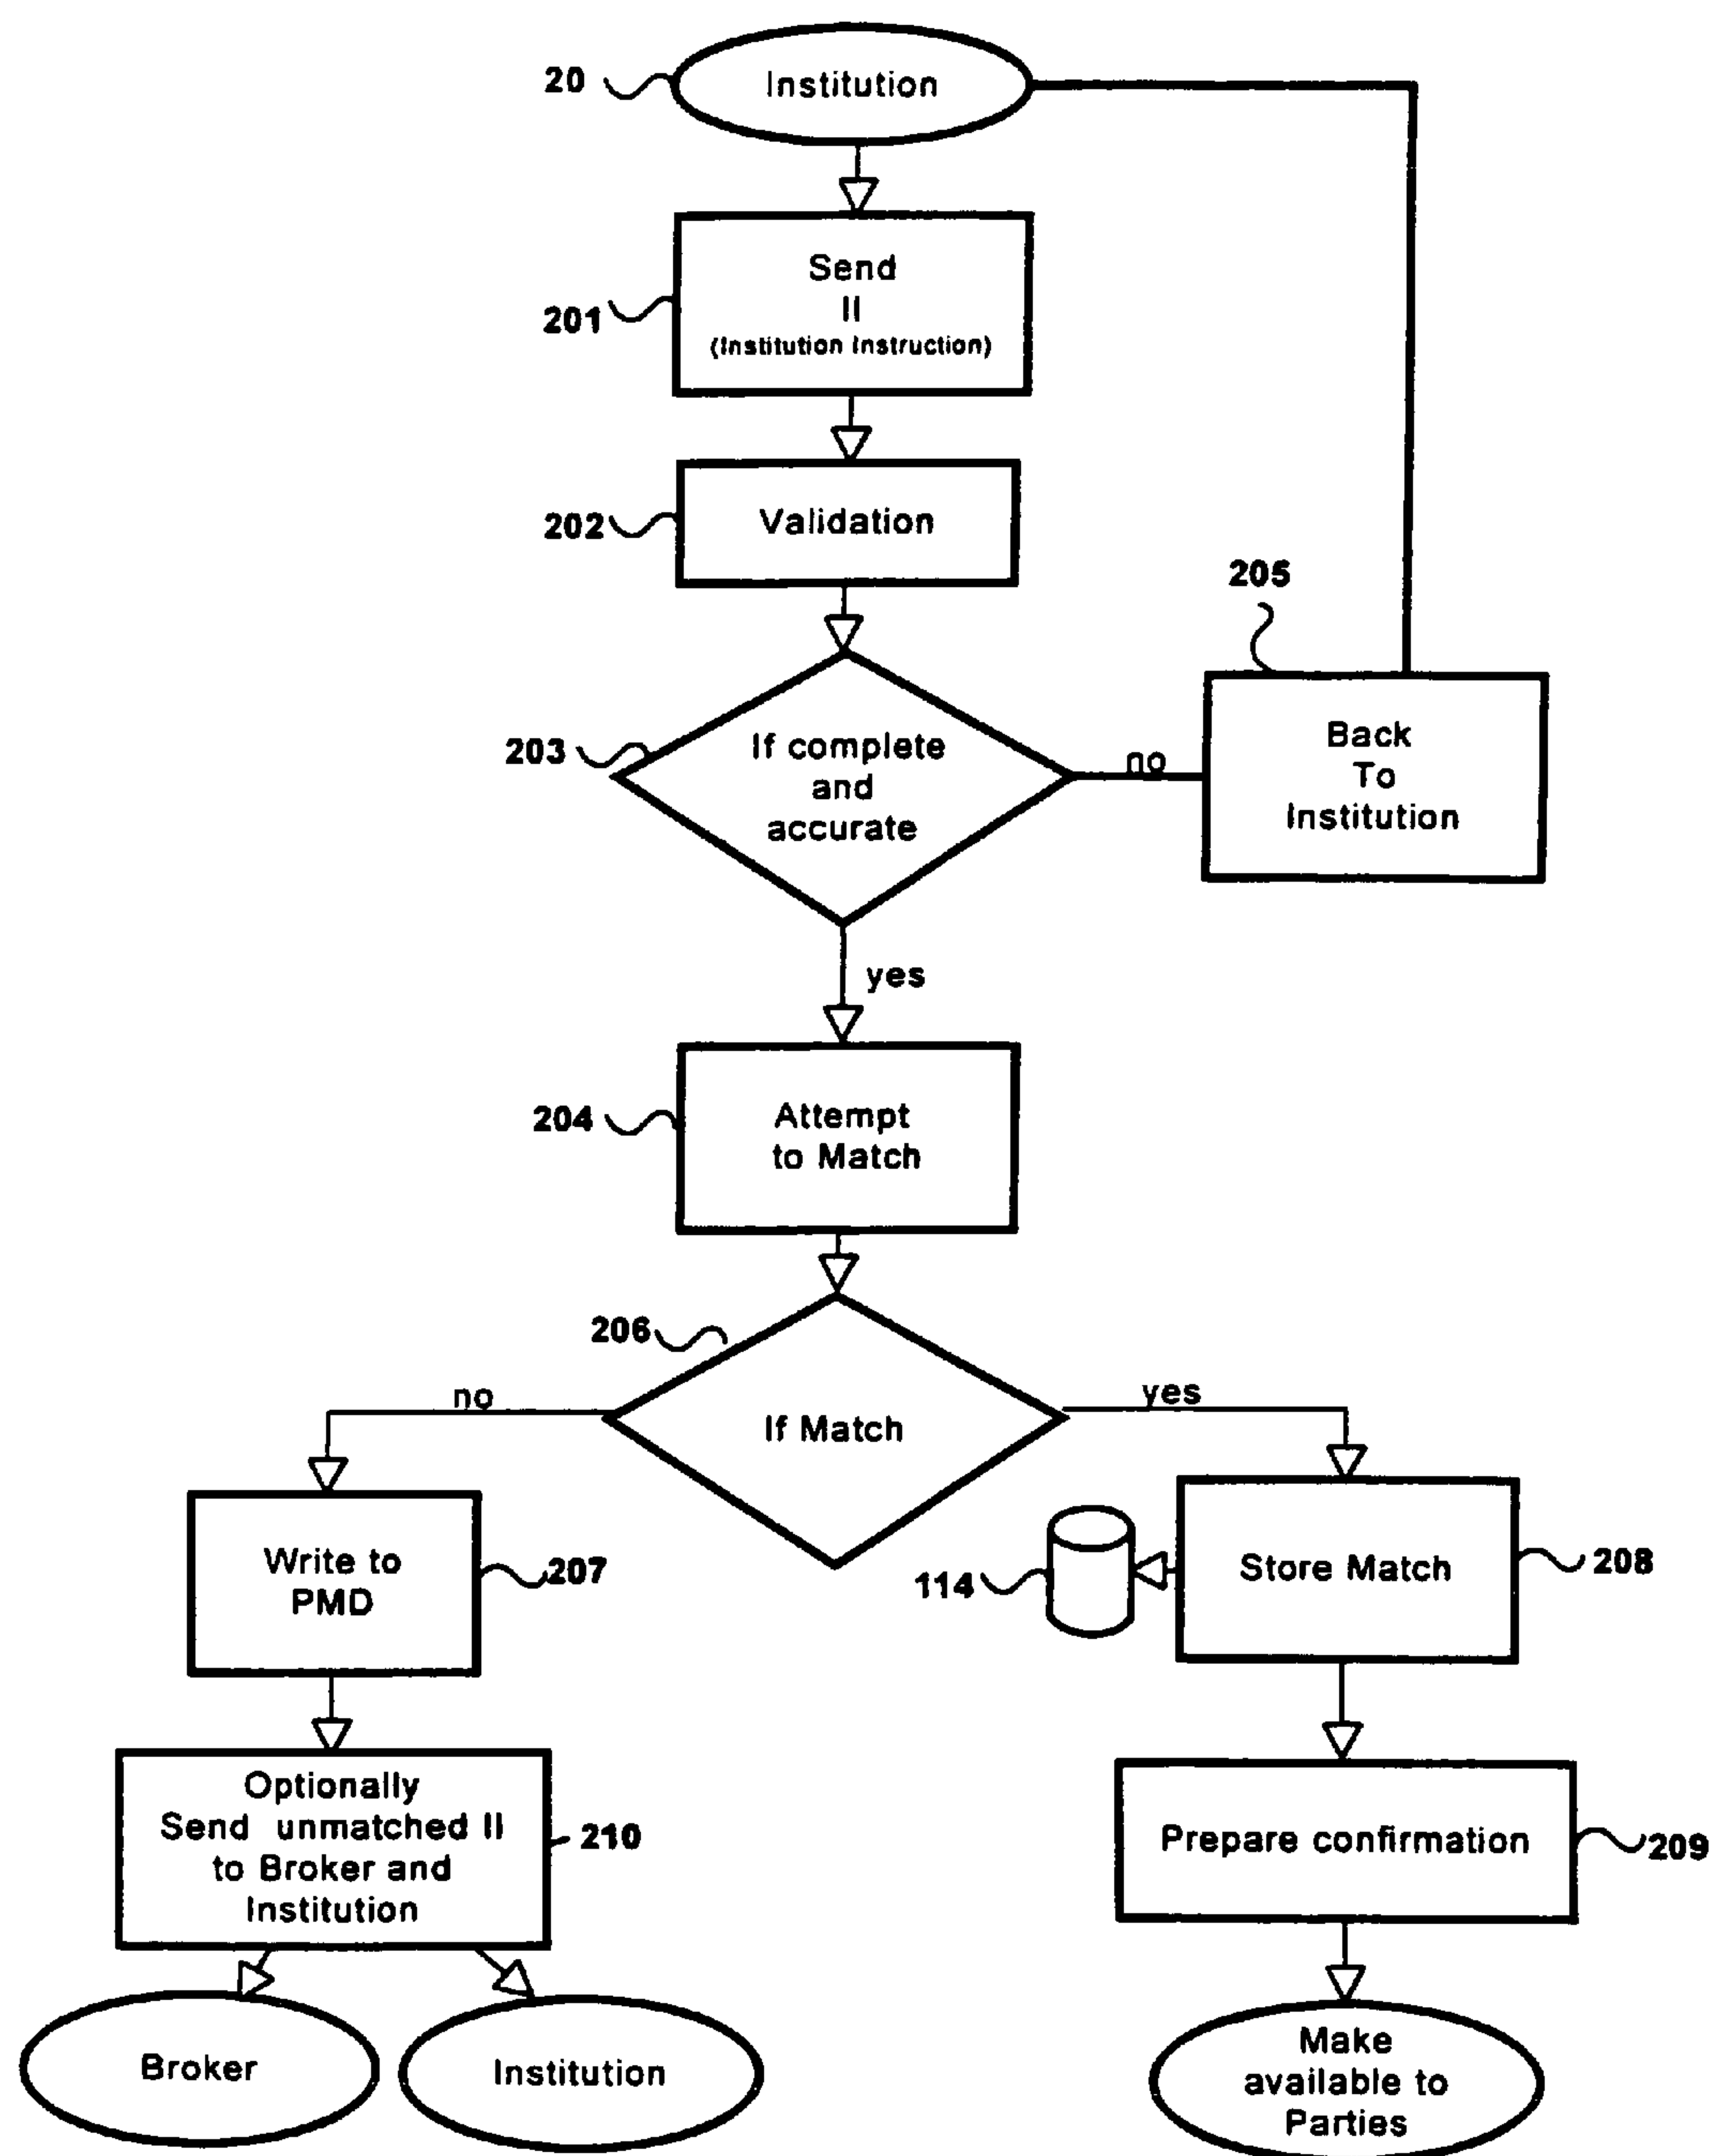 20
Institution
201
Send
II
(Institution Instruction)
202
Validation
205
203
If complete
and
accurate
no
Back
To
Institution
yes
204
Attempt
to Match
206
If Match
no
yes
Write to
PMD
207
114
Store Match
208
Optionally
Send unmatched II
to Broker and
Institution
210
Prepare confirmation
209
Broker
Institution
Make
available to
Parties